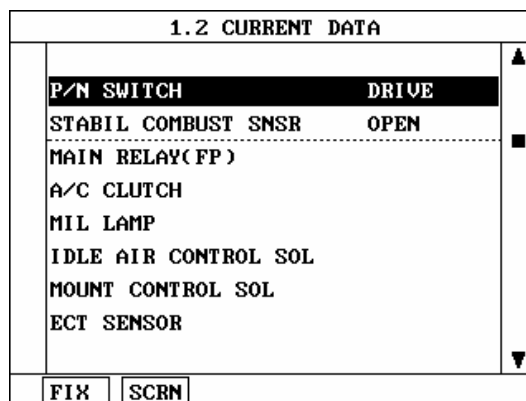 1.2 CURRENT DATA
P/N SWITCH DRIVE
STABIL COMBUST SNSR OPEN
MAIN RELAY(FP)
A/C CLUTCH
MIL LAMP
IDLE AIR CONTROL SOL
MOUNT CONTROL SOL
ECT SENSOR
FIX SCRN